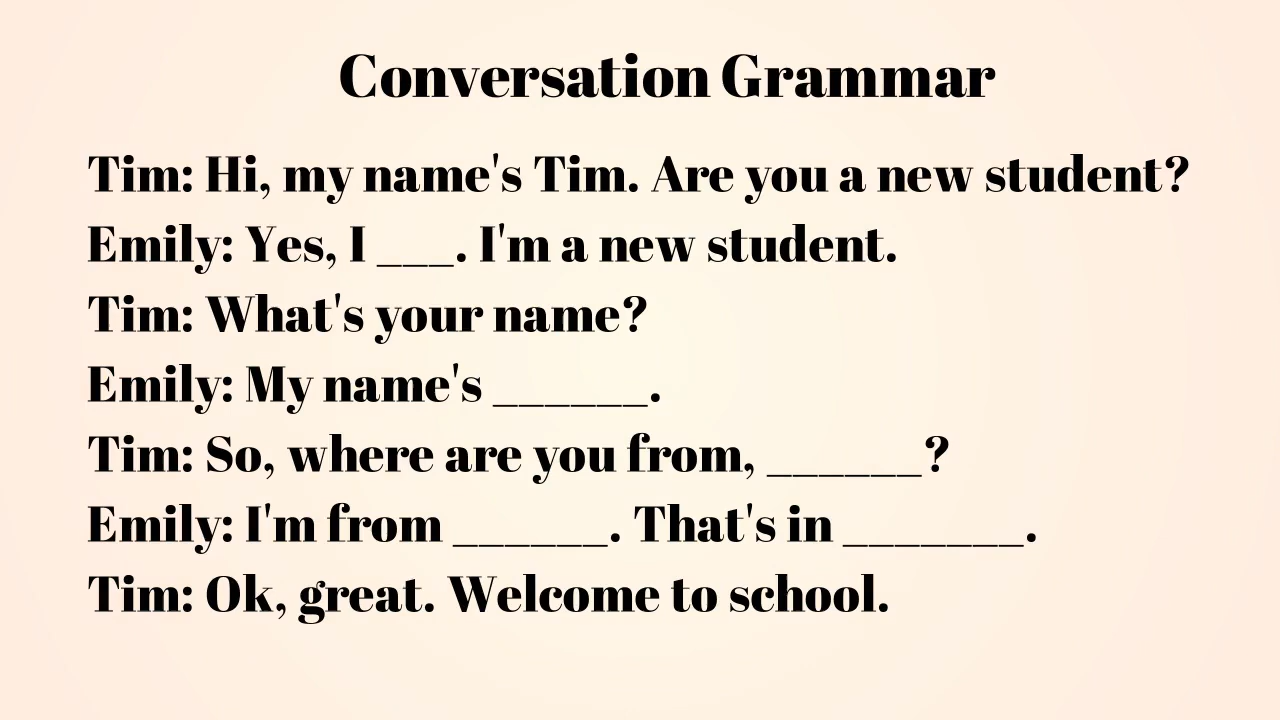 Conversation Grammar
Tim: Hi, my name's Tim. Are you a new student?
Emily: Yes, I ___. I'm a new student.
Tim: What's your name?
Emily: My name's ______.
Tim: So, where are you from, ______?
Emily: I'm from ______. That's in _______.
Tim: Ok, great. Welcome to school.